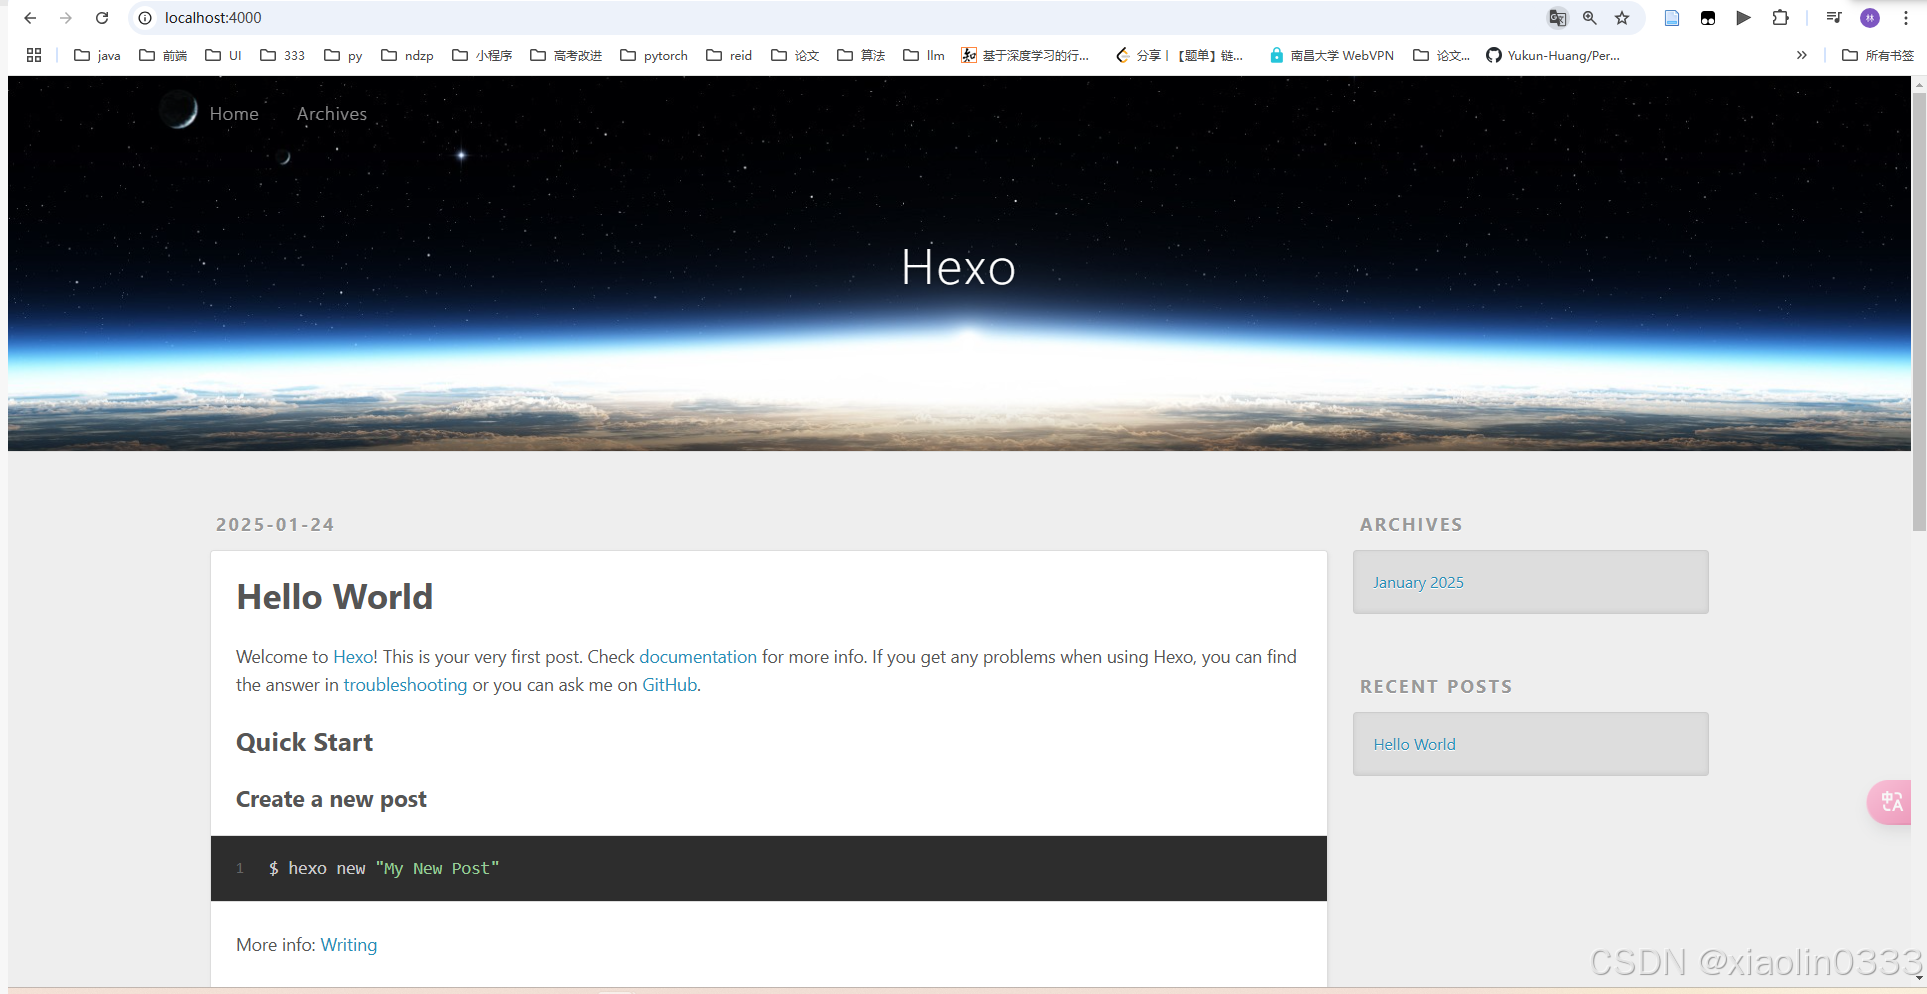 localhost:4000
java 前端 UI 333 py ndzp 小程序 高考改进 pytorch reid 论文 算法 llm 基于深度学习的行... 分享丨【题单】链... 南昌大学 WebVPN 论文... Yukun-Huang/Per... » 所有书签
林
Home Archives
Hexo
2025-01-24
Hello World
Welcome to Hexo! This is your very first post. Check documentation for more info. If you get any problems when using Hexo, you can find
the answer in troubleshooting or you can ask me on GitHub.
Quick Start
Create a new post
1 $ hexo new "My New Post"
More info: Writing
ARCHIVES
January 2025
RECENT POSTS
Hello World
中A
CSDN @xiaolin0333